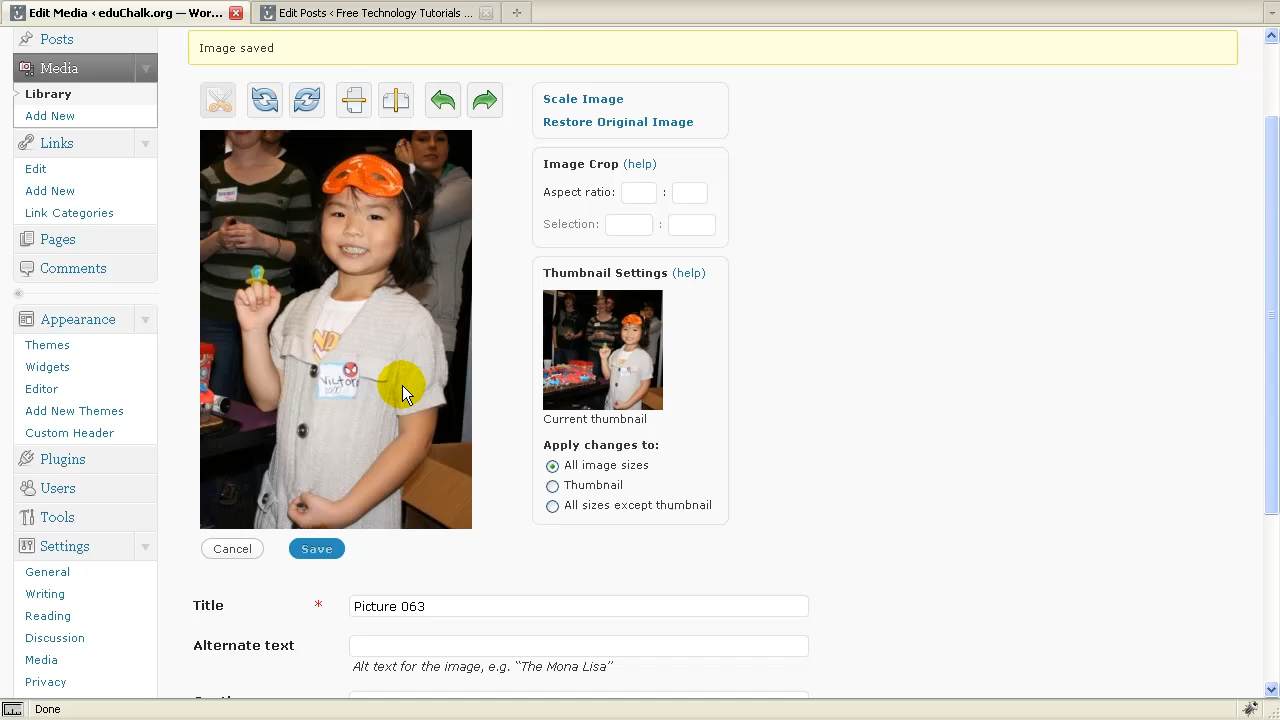 Edit Media ‹ eduChalk.org — Wor...
Edit Posts ‹ Free Technology Tutorials ...
Posts
Media
Library
Add New
Links
Edit
Add New
Link Categories
Pages
Comments
Appearance
Themes
Widgets
Editor
Add New Themes
Custom Header
Plugins
Users
Tools
Settings
General
Writing
Reading
Discussion
Media
Privacy
Image saved
Scale Image
Restore Original Image
Image Crop (help)
Aspect ratio: :
Selection: :
Thumbnail Settings (help)
Current thumbnail
Apply changes to:
All image sizes
Thumbnail
All sizes except thumbnail
Cancel
Save
Title *
Picture 063
Alternate text
Alt text for the image, e.g. “The Mona Lisa”
Done